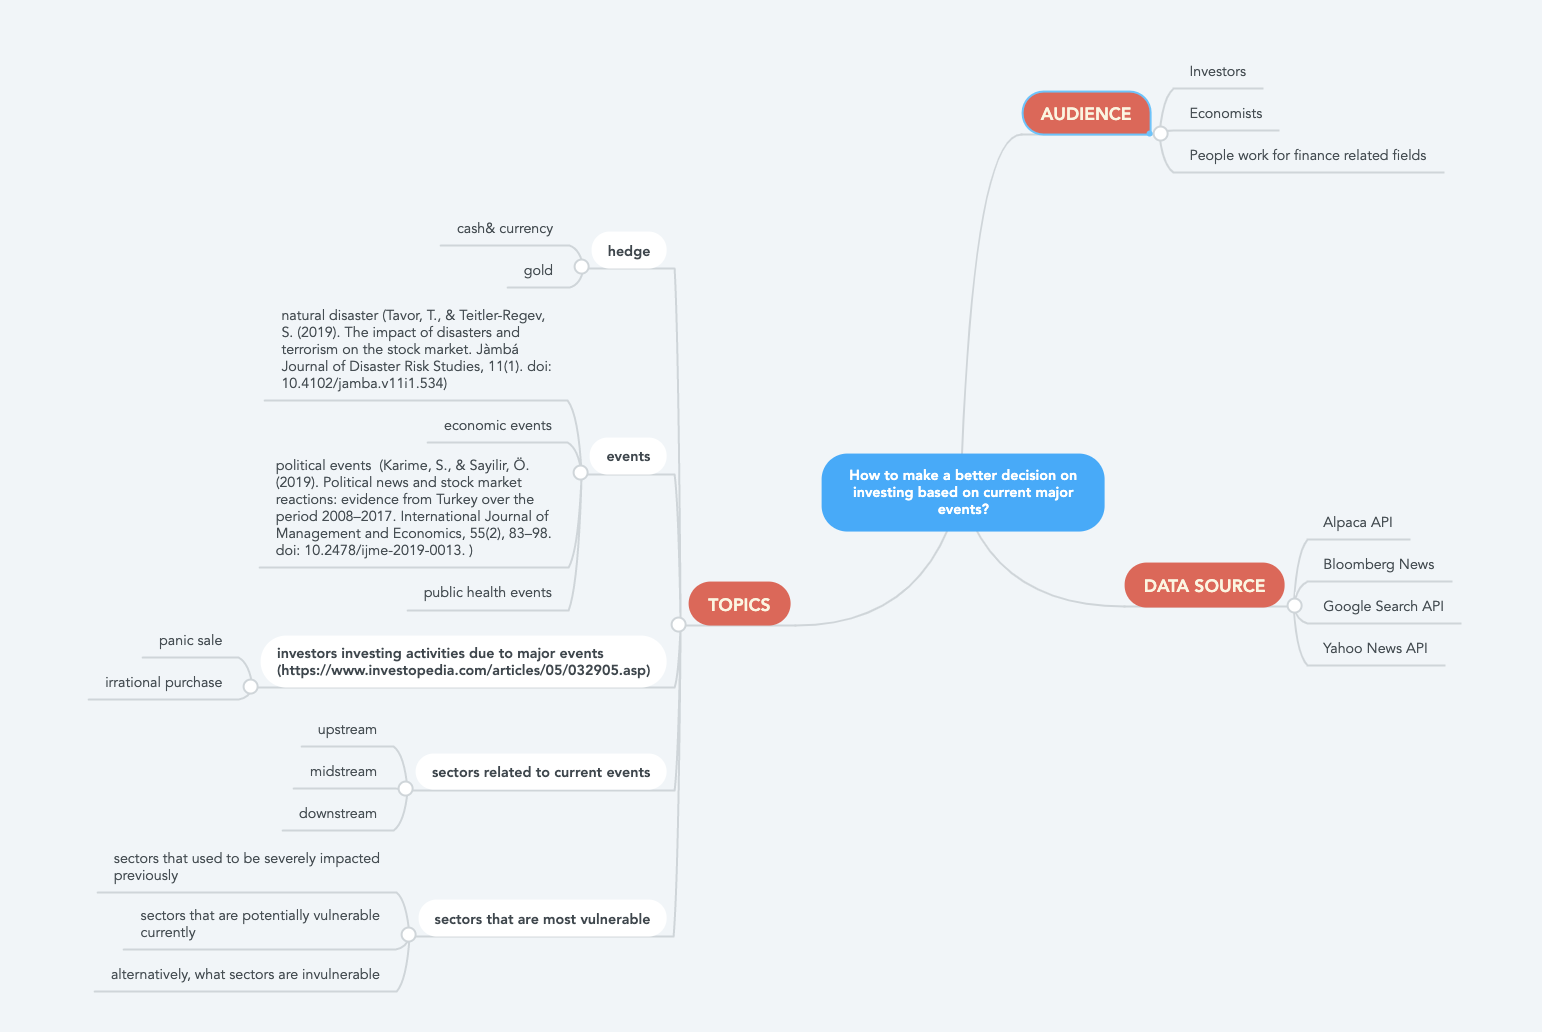 How to make a better decision on
investing based on current major
events?
AUDIENCE
Investors
Economists
People work for finance related fields
DATA SOURCE
Alpaca API
Bloomberg News
Google Search API
Yahoo News API
TOPICS
hedge
cash& currency
gold
events
natural disaster (Tavor, T., & Teitler-Regev,
S. (2019). The impact of disasters and
terrorism on the stock market. Jàmbá
Journal of Disaster Risk Studies, 11(1). doi:
10.4102/jamba.v11i1.534)
economic events
political events  (Karime, S., & Sayilir, Ö.
(2019). Political news and stock market
reactions: evidence from Turkey over the
period 2008–2017. International Journal of
Management and Economics, 55(2), 83–98.
doi: 10.2478/ijme-2019-0013. )
public health events
investors investing activities due to major events
(https://www.investopedia.com/articles/05/032905.asp)
panic sale
irrational purchase
sectors related to current events
upstream
midstream
downstream
sectors that are most vulnerable
sectors that used to be severely impacted
previously
sectors that are potentially vulnerable
currently
alternatively, what sectors are invulnerable